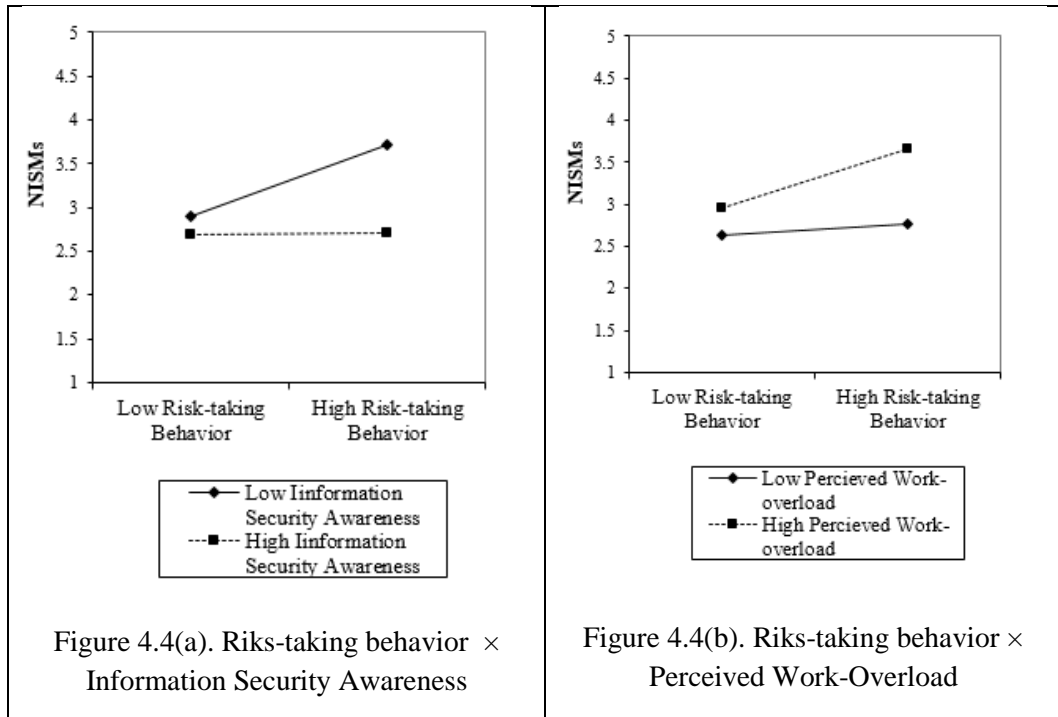 5
4.5
4
3.5
3
2.5
2
1.5
1
NISMs
Low Risk-taking
Behavior
High Risk-taking
Behavior
Low Iinformation
Security Awareness
High Iinformation
Security Awareness
Figure 4.4(a). Riks-taking behavior ×
Information Security Awareness
5
4.5
4
3.5
3
2.5
2
1.5
1
NISMs
Low Risk-taking
Behavior
High Risk-taking
Behavior
Low Percieved Work-
overload
High Percieved Work-
overload
Figure 4.4(b). Riks-taking behavior ×
Perceived Work-Overload